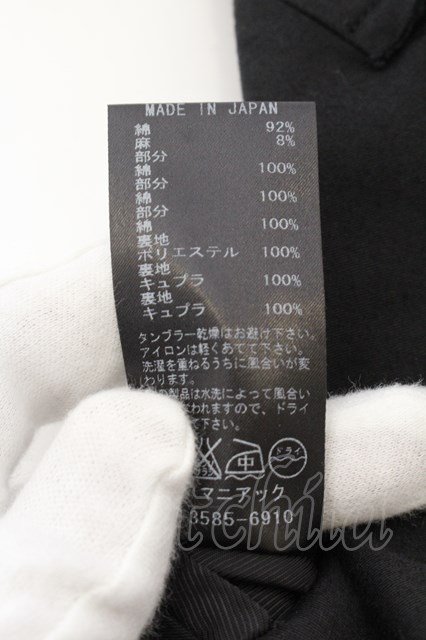 MADE IN JAPAN
綿 92%
麻 8%
部分
綿 100%
部分
綿 100%
部分
綿 100%
裏地
ポリエステル 100%
裏地
キュプラ 100%
裏地
キュプラ 100%
タンブラー乾燥はお避け下さい。
アイロンは軽くあてて下さい。
洗濯を重ねるうちに風合いが変
わります。
製品は水洗によって風合い
われますので、ドライ
下さい。
中
ドライ
マニアック
3585-6910